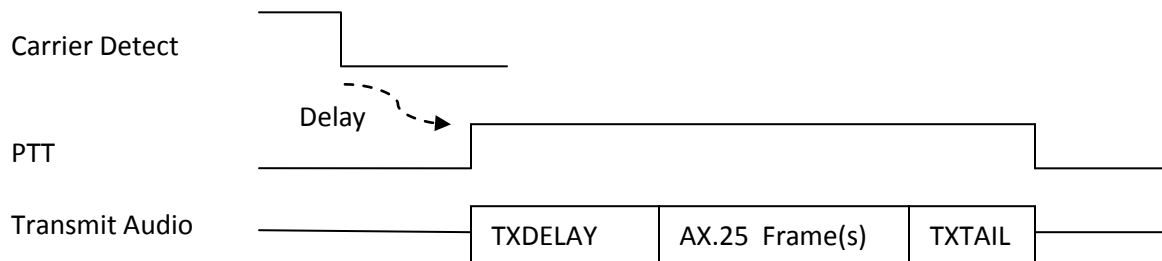 Carrier Detect
Delay
PTT
Transmit Audio
TXDELAY
AX.25 Frame(s)
TXTAIL